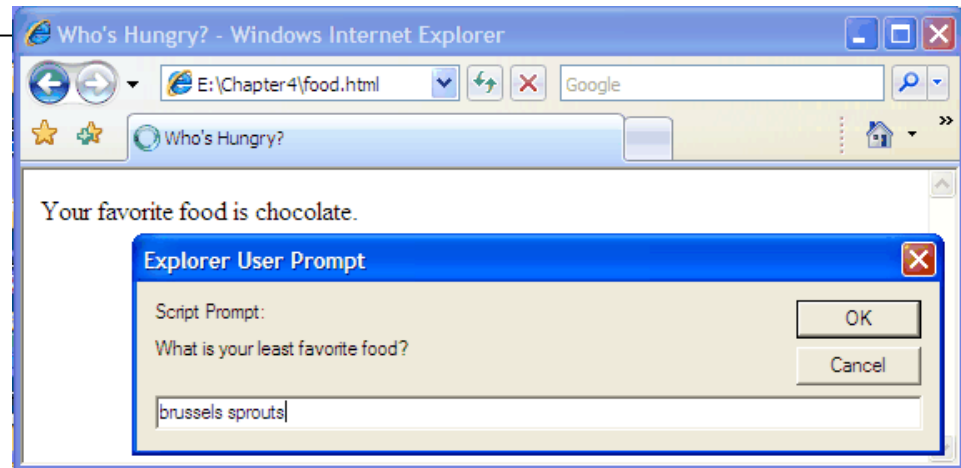 Who's Hungry? - Windows Internet Explorer
E:\Chapter4\food.html
Google
Who's Hungry?
Your favorite food is chocolate.
Explorer User Prompt
Script Prompt:
OK
What is your least favorite food?
Cancel
brussels sprouts